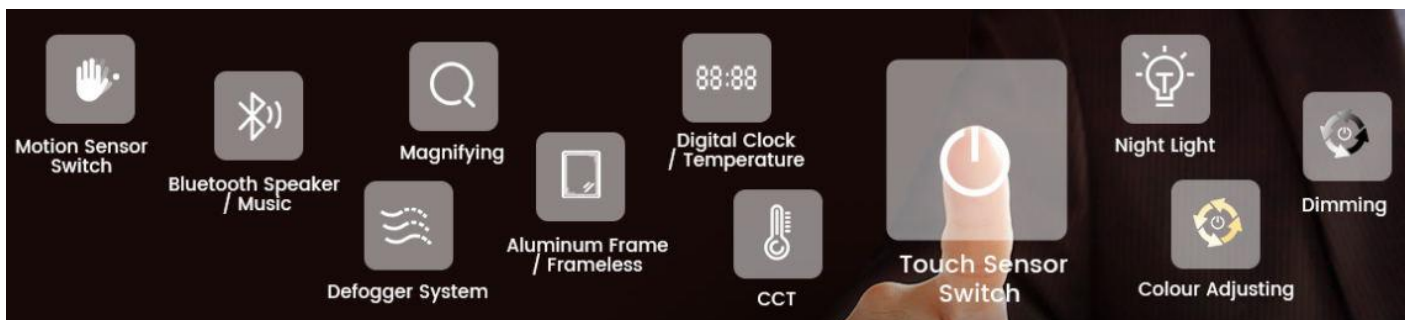 Motion Sensor
Switch
Bluetooth Speaker
/ Music
Magnifying
Defogger System
Aluminum Frame
/ Frameless
88:88
Digital Clock
/ Temperature
CCT
Touch Sensor
Switch
Night Light
Colour Adjusting
Dimming